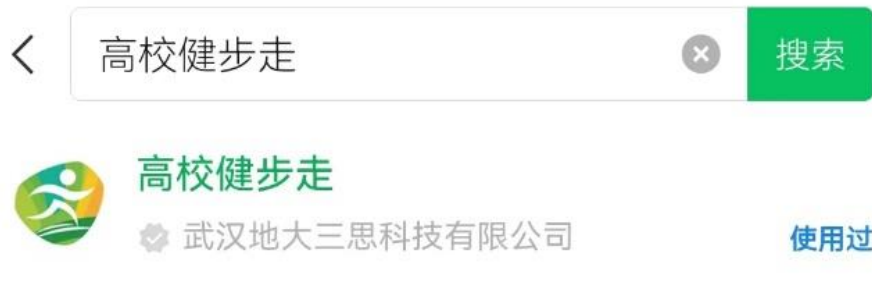 高校健步走
搜索
高校健步走
武汉地大三思科技有限公司
使用过